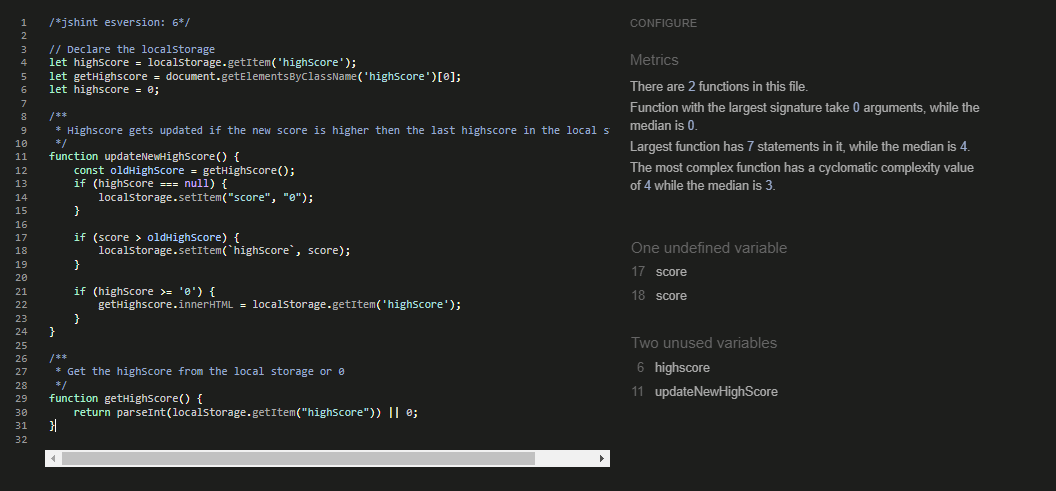 1 /*jshint esversion: 6*/
2
3 // Declare the localStorage
4 let highScore = localStorage.getItem('highScore');
5 let getHighscore = document.getElementsByClassName('highScore')[0];
6 let highscore = 0;
7
8 /**
9 * Highscore gets updated if the new score is higher then the last highscore in the local s
10 */
11 function updateNewHighScore() {
12 const oldHighScore = getHighScore();
13 if (highScore === null) {
14 localStorage.setItem("score", "0");
15 }
16
17 if (score > oldHighScore) {
18 localStorage.setItem(`highScore`, score);
19 }
20
21 if (highScore >= '0') {
22 getHighscore.innerHTML = localStorage.getItem('highScore');
23 }
24 }
25
26 /**
27 * Get the highScore from the local storage or 0
28 */
29 function getHighScore() {
30 return parseInt(localStorage.getItem("highScore")) || 0;
31 }
32
CONFIGURE
Metrics
There are 2 functions in this file.
Function with the largest signature take 0 arguments, while the
median is 0.
Largest function has 7 statements in it, while the median is 4.
The most complex function has a cyclomatic complexity value
of 4 while the median is 3.
One undefined variable
17 score
18 score
Two unused variables
6 highscore
11 updateNewHighScore